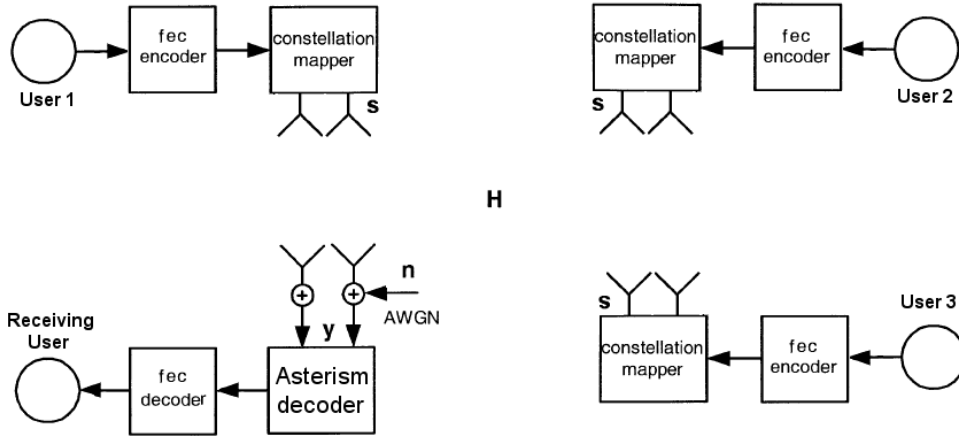 fec
encoder
constellation
mapper
User 1
s
constellation
mapper
fec
encoder
s
User 2
H
n
AWGN
y
Receiving
User
fec
decoder
Asterism
decoder
s
constellation
mapper
fec
encoder
User 3